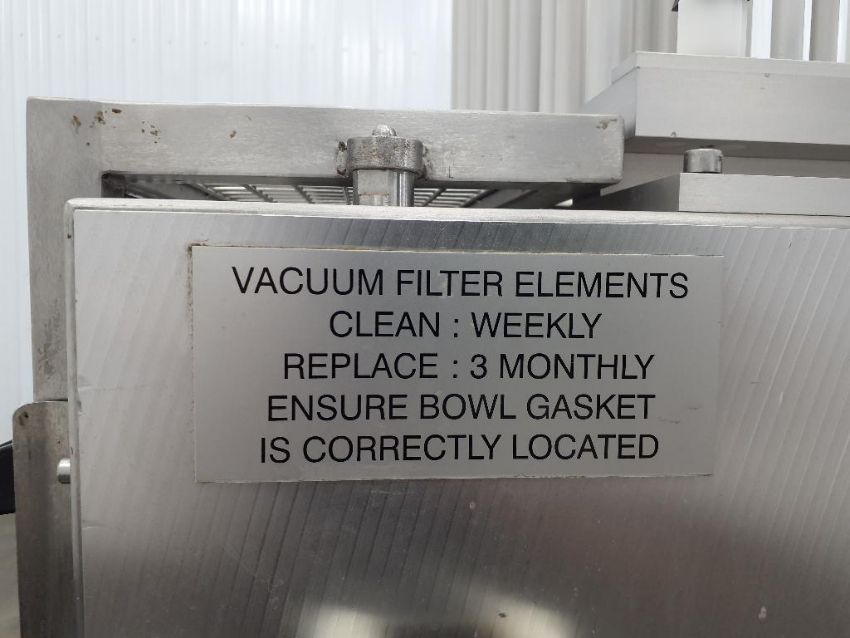 VACUUM FILTER ELEMENTS
CLEAN : WEEKLY
REPLACE : 3 MONTHLY
ENSURE BOWL GASKET
IS CORRECTLY LOCATED